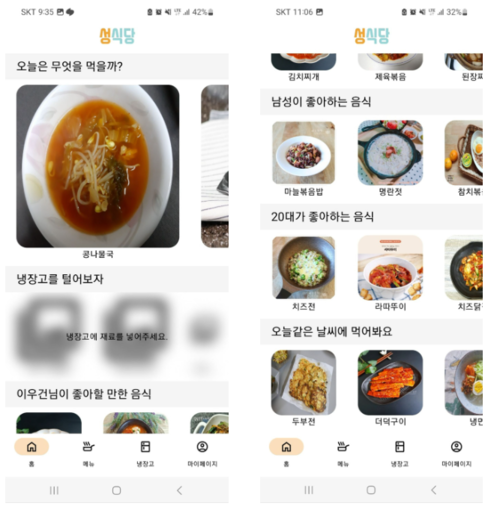 SKT 9:35
42%
성식당
오늘은 무엇을 먹을까?
콩나물국
냉장고를 털어보자
냉장고에 재료를 넣어주세요.
이우건님이 좋아할 만한 음식
홈 메뉴 냉장고 마이페이지
SKT 11:06
32%
성식당
김치찌개 제육볶음 된장찌
남성이 좋아하는 음식
마늘볶음밥 명란젓 참치볶
20대가 좋아하는 음식
치즈전 라따뚜이 치즈닭
오늘같은 날씨에 먹어봐요
두부전 더덕구이 냉면
홈 메뉴 냉장고 마이페이지